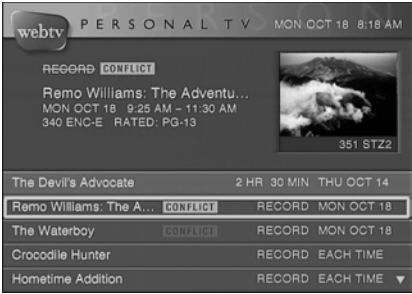 webtv PERSONAL TV MON OCT 18 8:18 AM
RECORD CONFLICT
Remo Williams: The Adventu...
MON OCT 18 9:25 AM – 11:30 AM
340 ENC-E RATED: PG-13
351 STZ2
The Devil's Advocate 2 HR 30 MIN THU OCT 14
Remo Williams: The A... CONFLICT RECORD MON OCT 18
The Waterboy CONFLICT RECORD MON OCT 18
Crocodile Hunter RECORD EACH TIME
Hometime Addition RECORD EACH TIME